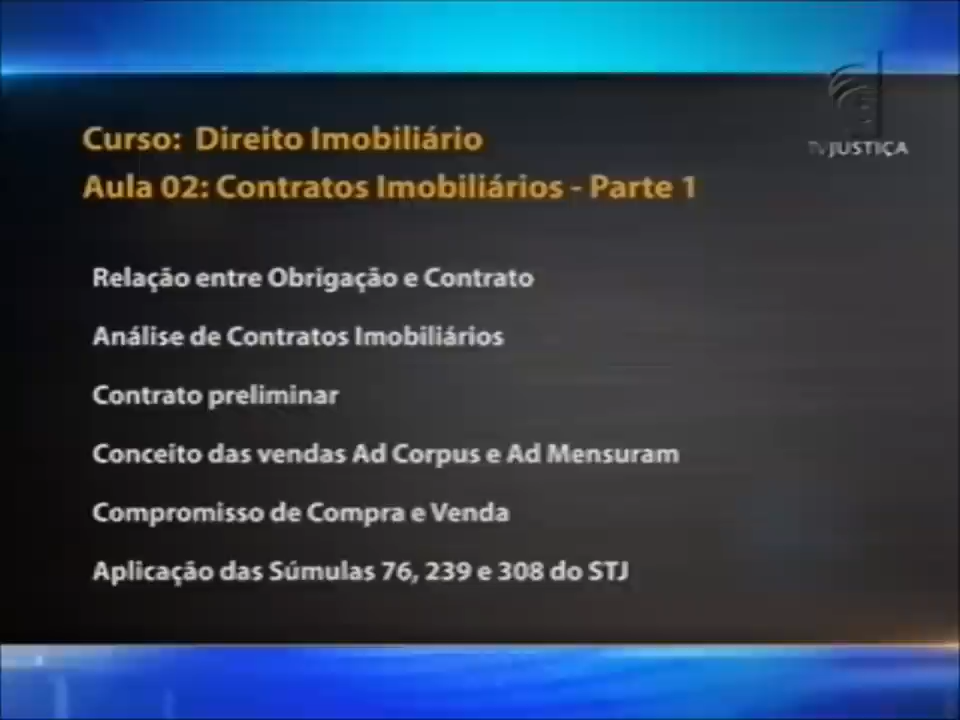 Curso: Direito Imobiliário
Aula 02: Contratos Imobiliários - Parte 1
TVJUSTIÇA
Relação entre Obrigação e Contrato
Análise de Contratos Imobiliários
Contrato preliminar
Conceito das vendas Ad Corpus e Ad Mensuram
Compromisso de Compra e Venda
Aplicação das Súmulas 76, 239 e 308 do STJ